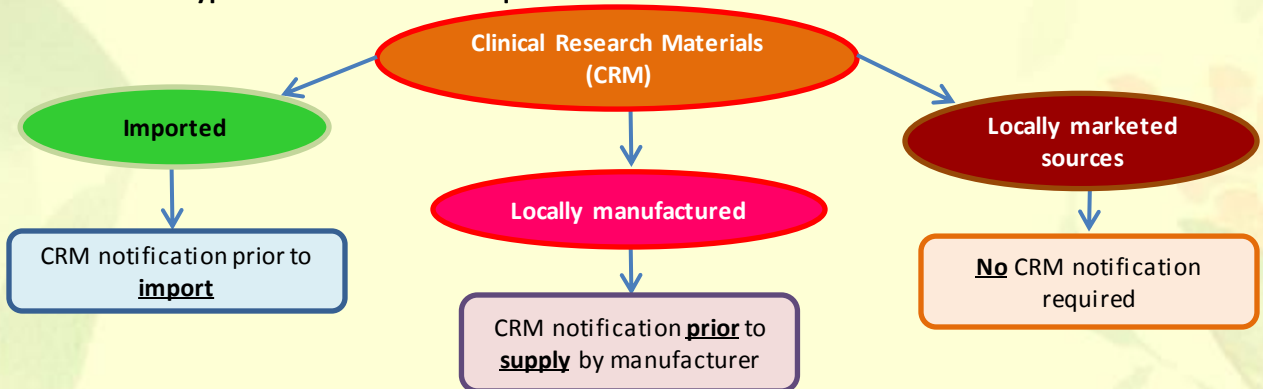 Clinical Research Materials
(CRM)
Imported
Locally marketed
sources
Locally manufactured
CRM notification prior to
import
No CRM notification
required
CRM notification prior to
supply by manufacturer